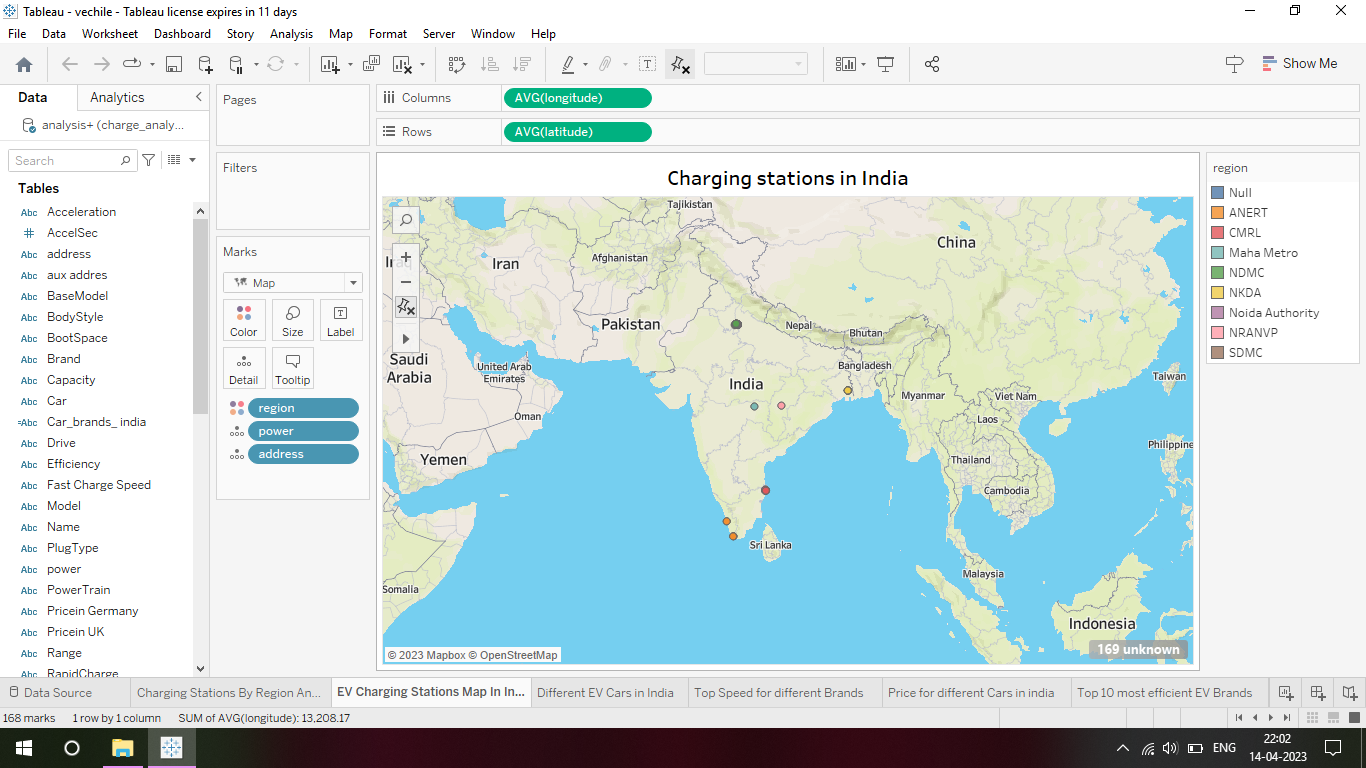 Tableau - vechile - Tableau license expires in 11 days
File Data Worksheet Dashboard Story Analysis Map Format Server Window Help
Show Me
Data Analytics
analysis+ (charge_analy...
Search
Tables
Abc Acceleration
# AccelSec
Abc address
Abc aux addres
Abc BaseModel
Abc BodyStyle
Abc BootSpace
Abc Brand
Abc Capacity
Abc Car
=Abc Car_brands_ india
Abc Drive
Abc Efficiency
Abc Fast Charge Speed
Abc Model
Abc Name
Abc PlugType
Abc power
Abc PowerTrain
Abc Pricein Germany
Abc Pricein UK
Abc Range
Abc RapidCharge
Pages
Filters
Marks
Map
Color Size Label
Detail Tooltip
region
power
address
Columns AVG(longitude)
Rows AVG(latitude)
Charging stations in India
Tajikistan
China
Iran
Afghanistan
Pakistan
Nepal
Bhutan
Saudi Arabia
United Arab Emirates
India
Bangladesh
Taiwan
Myanmar
Viet Nam
Oman
Laos
Philippine
Yemen
Thailand
Cambodia
Sri Lanka
Malaysia
Somalia
Indonesia
169 unknown
© 2023 Mapbox © OpenStreetMap
region
Null
ANERT
CMRL
Maha Metro
NDMC
NKDA
Noida Authority
NRANVP
SDMC
Data Source Charging Stations By Region An... EV Charging Stations Map In In... Different EV Cars in India Top Speed for different Brands Price for different Cars in india Top 10 most efficient EV Brands
168 marks 1 row by 1 column SUM of AVG(longitude): 13,208.17
ENG
22:02
14-04-2023